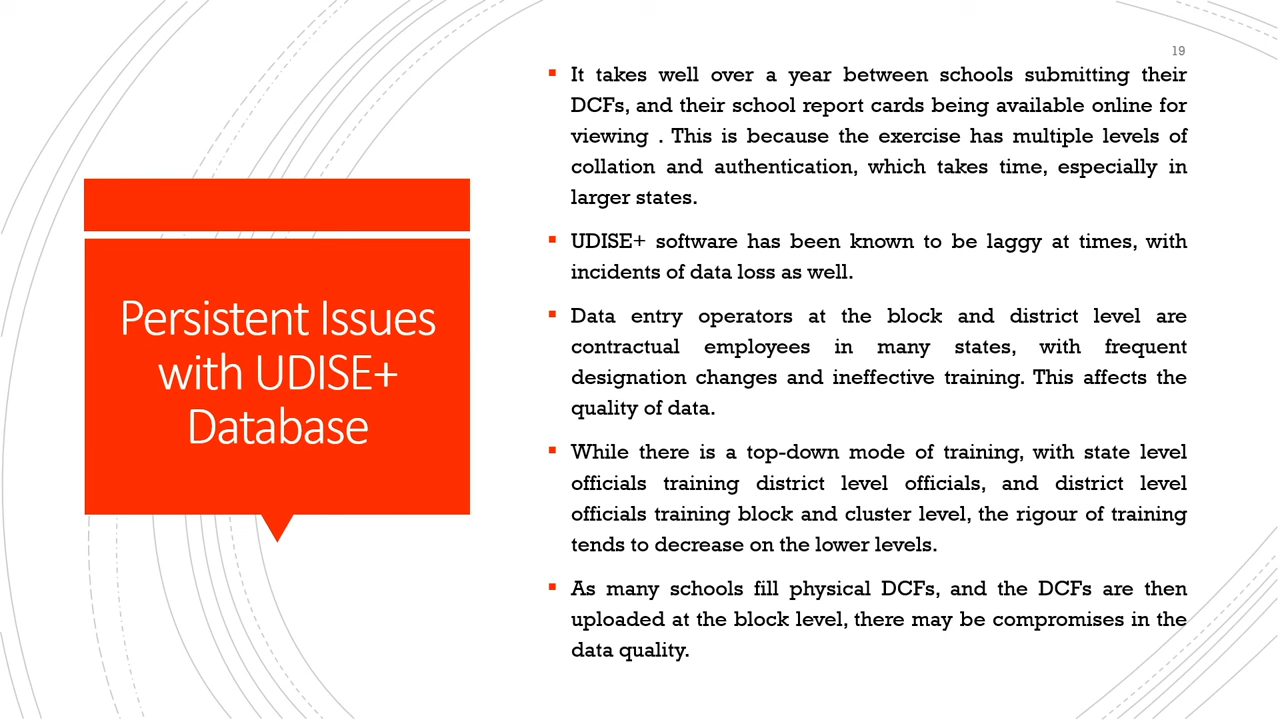 19
Persistent Issues
with UDISE+
Database
▪ It takes well over a year between schools submitting their
DCFs, and their school report cards being available online for
viewing . This is because the exercise has multiple levels of
collation and authentication, which takes time, especially in
larger states.
▪ UDISE+ software has been known to be laggy at times, with
incidents of data loss as well.
▪ Data entry operators at the block and district level are
contractual employees in many states, with frequent
designation changes and ineffective training. This affects the
quality of data.
▪ While there is a top-down mode of training, with state level
officials training district level officials, and district level
officials training block and cluster level, the rigour of training
tends to decrease on the lower levels.
▪ As many schools fill physical DCFs, and the DCFs are then
uploaded at the block level, there may be compromises in the
data quality.